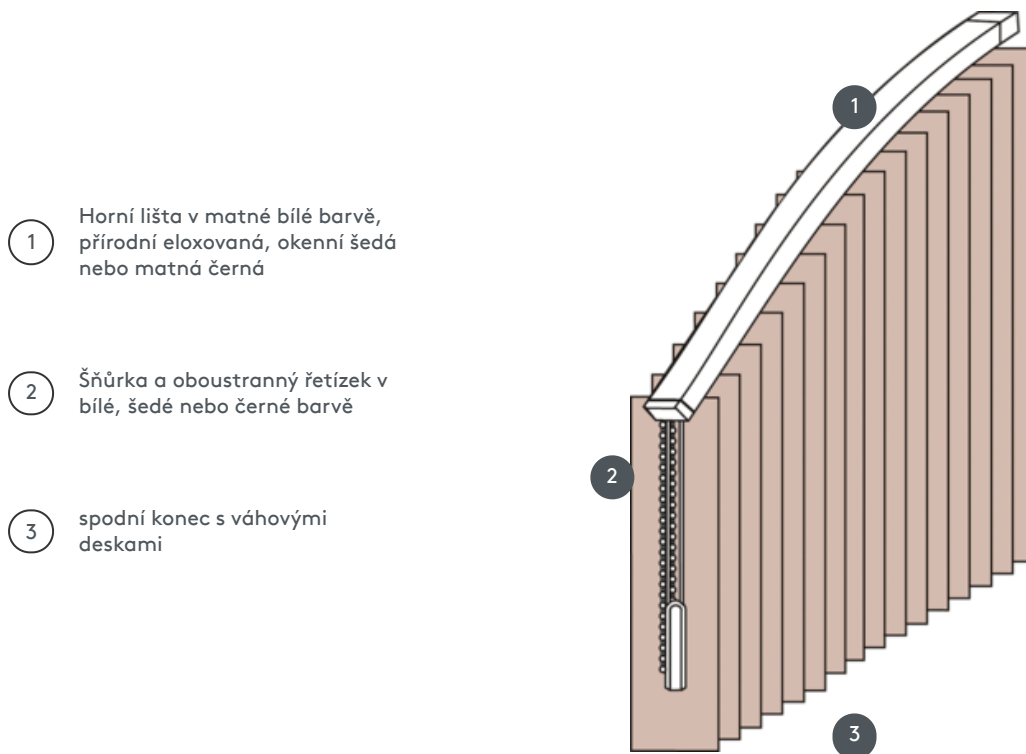 1
Horní lišta v matné bílé barvě,
přírodní eloxovaná, okenní šedá
nebo matná černá
2
Šňůrka a oboustranný řetízek v
bílé, šedé nebo černé barvě
3
spodní konec s váhovými
deskami
1
2
3